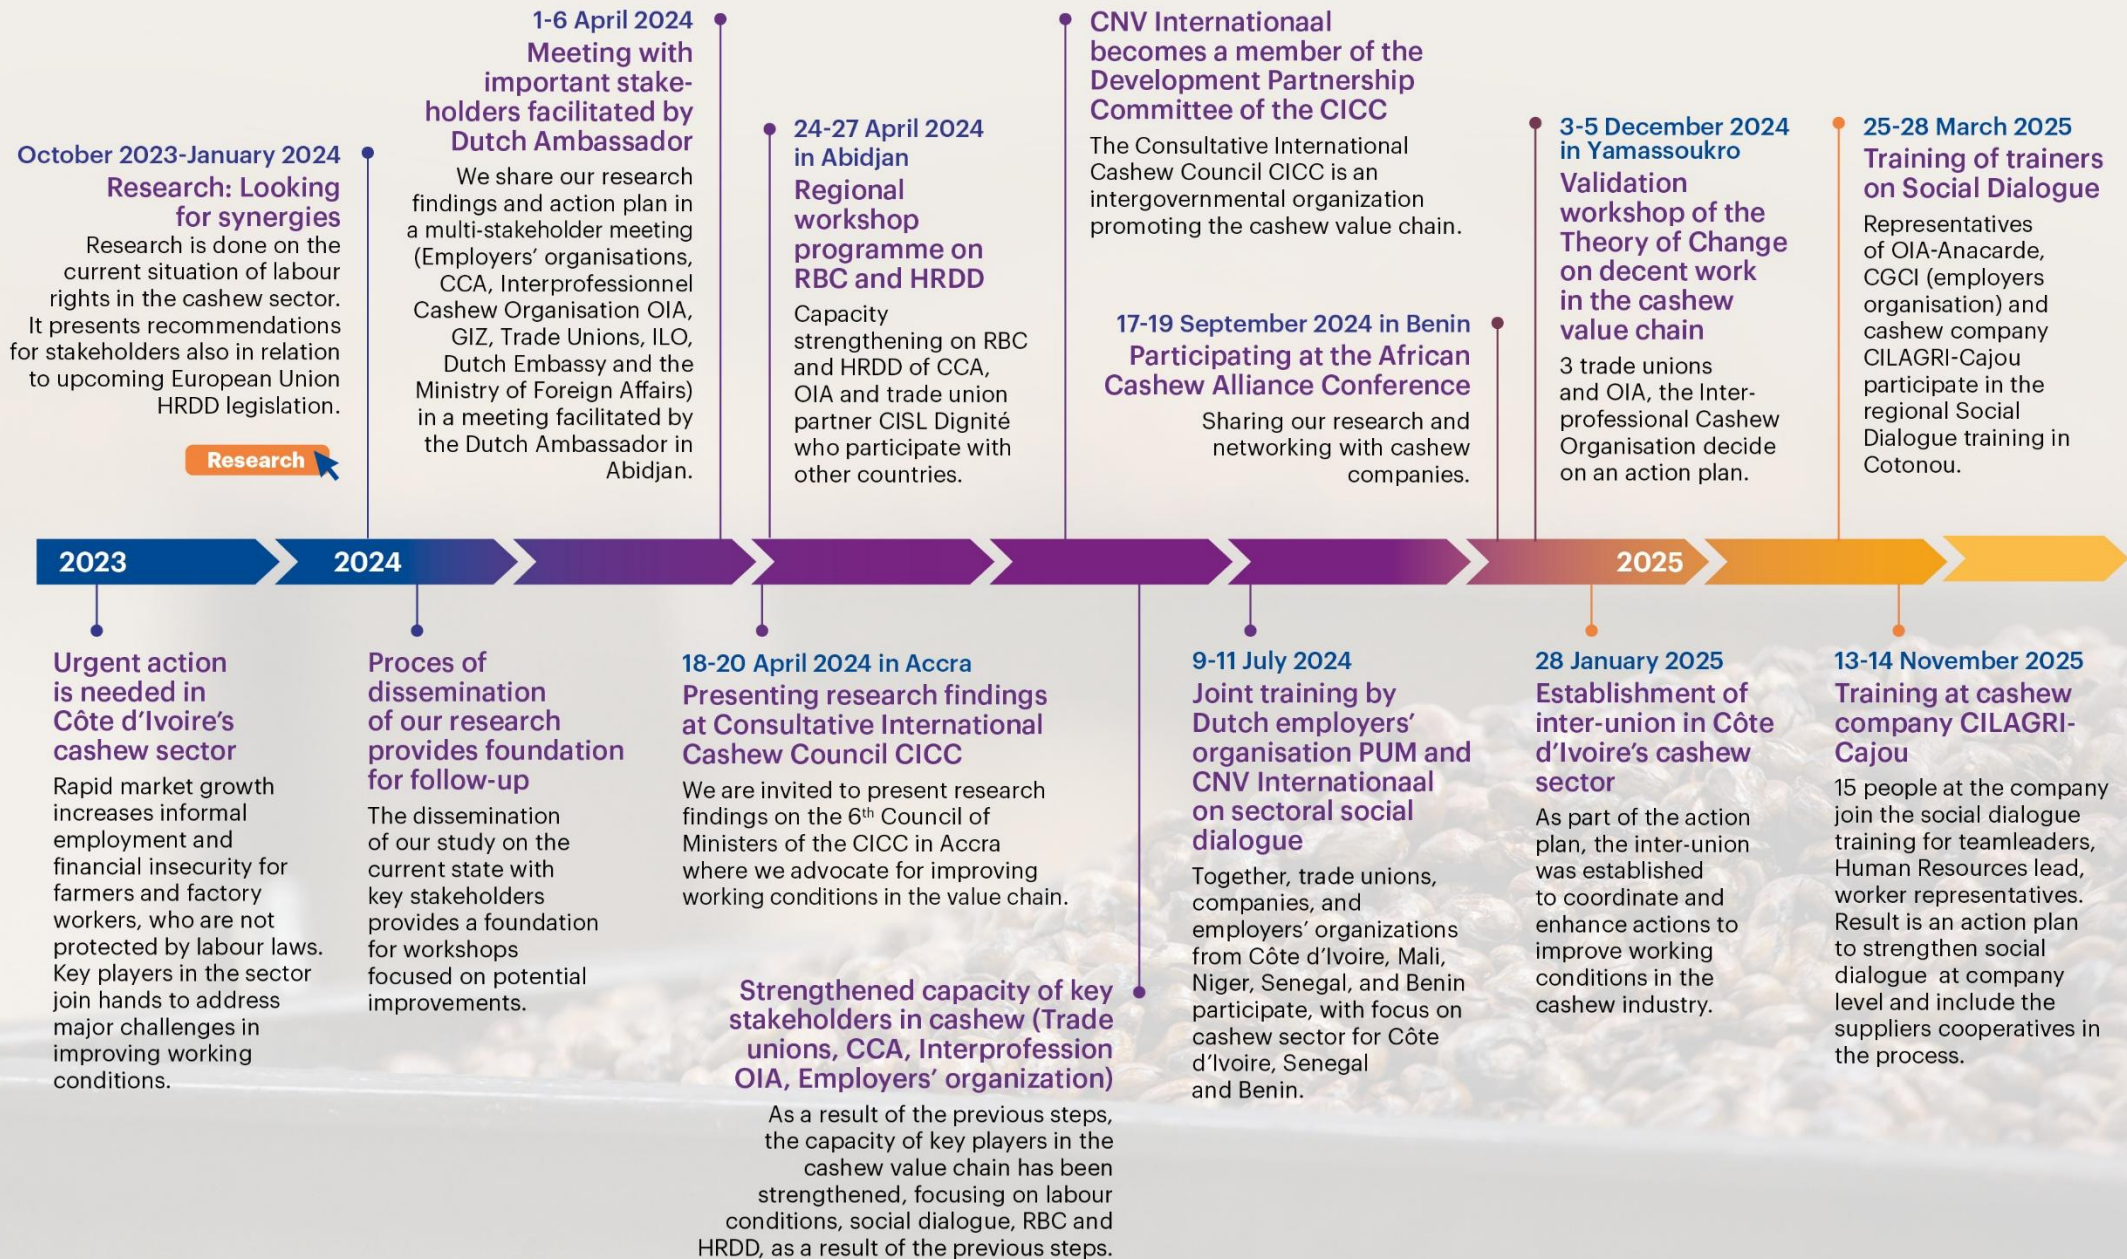 October 2023-January 2024
Research: Looking
for synergies
Research is done on the
current situation of labour
rights in the cashew sector.
It presents recommendations
for stakeholders also in relation
to upcoming European Union
HRDD legislation.
Research
1-6 April 2024
Meeting with
important stake-
holders facilitated by
Dutch Ambassador
We share our research
findings and action plan in
a multi-stakeholder meeting
(Employers’ organisations,
CCA, Interprofessionnel
Cashew Organisation OIA,
GIZ, Trade Unions, ILO,
Dutch Embassy and the
Ministry of Foreign Affairs)
in a meeting facilitated by
the Dutch Ambassador in
Abidjan.
24-27 April 2024
in Abidjan
Regional
workshop
programme on
RBC and HRDD
Capacity
strengthening on RBC
and HRDD of CCA,
OIA and trade union
partner CISL Dignité
who participate with
other countries.
CNV Internationaal
becomes a member of the
Development Partnership
Committee of the CICC
The Consultative International
Cashew Council CICC is an
intergovernmental organization
promoting the cashew value chain.
17-19 September 2024 in Benin
Participating at the African
Cashew Alliance Conference
Sharing our research and
networking with cashew
companies.
3-5 December 2024
in Yamassoukro
Validation
workshop of the
Theory of Change
on decent work
in the cashew
value chain
3 trade unions
and OIA, the Inter-
professional Cashew
Organisation decide
on an action plan.
25-28 March 2025
Training of trainers
on Social Dialogue
Representatives
of OIA-Anacarde,
CGCI (employers
organisation) and
cashew company
CILAGRI-Cajou
participate in the
regional Social
Dialogue training in
Cotonou.
2023
2024
2025
Urgent action
is needed in
Côte d’Ivoire’s
cashew sector
Rapid market growth
increases informal
employment and
financial insecurity for
farmers and factory
workers, who are not
protected by labour laws.
Key players in the sector
join hands to address
major challenges in
improving working
conditions.
Proces of
dissemination
of our research
provides foundation
for follow-up
The dissemination
of our study on the
current state with
key stakeholders
provides a foundation
for workshops
focused on potential
improvements.
18-20 April 2024 in Accra
Presenting research findings
at Consultative International
Cashew Council CICC
We are invited to present research
findings on the 6th Council of
Ministers of the CICC in Accra
where we advocate for improving
working conditions in the value chain.
Strengthened capacity of key
stakeholders in cashew (Trade
unions, CCA, Interprofession
OIA, Employers’ organization)
As a result of the previous steps,
the capacity of key players in the
cashew value chain has been
strengthened, focusing on labour
conditions, social dialogue, RBC and
HRDD, as a result of the previous steps.
9-11 July 2024
Joint training by
Dutch employers’
organisation PUM and
CNV Internationaal
on sectoral social
dialogue
Together, trade unions,
companies, and
employers’ organizations
from Côte d’Ivoire, Mali,
Niger, Senegal, and Benin
participate, with focus on
cashew sector for Côte
d’Ivoire, Senegal
and Benin.
28 January 2025
Establishment of
inter-union in Côte
d’Ivoire’s cashew
sector
As part of the action
plan, the inter-union
was established
to coordinate and
enhance actions to
improve working
conditions in the
cashew industry.
13-14 November 2025
Training at cashew
company CILAGRI-
Cajou
15 people at the company
join the social dialogue
training for teamleaders,
Human Resources lead,
worker representatives.
Result is an action plan
to strengthen social
dialogue at company
level and include the
suppliers cooperatives in
the process.